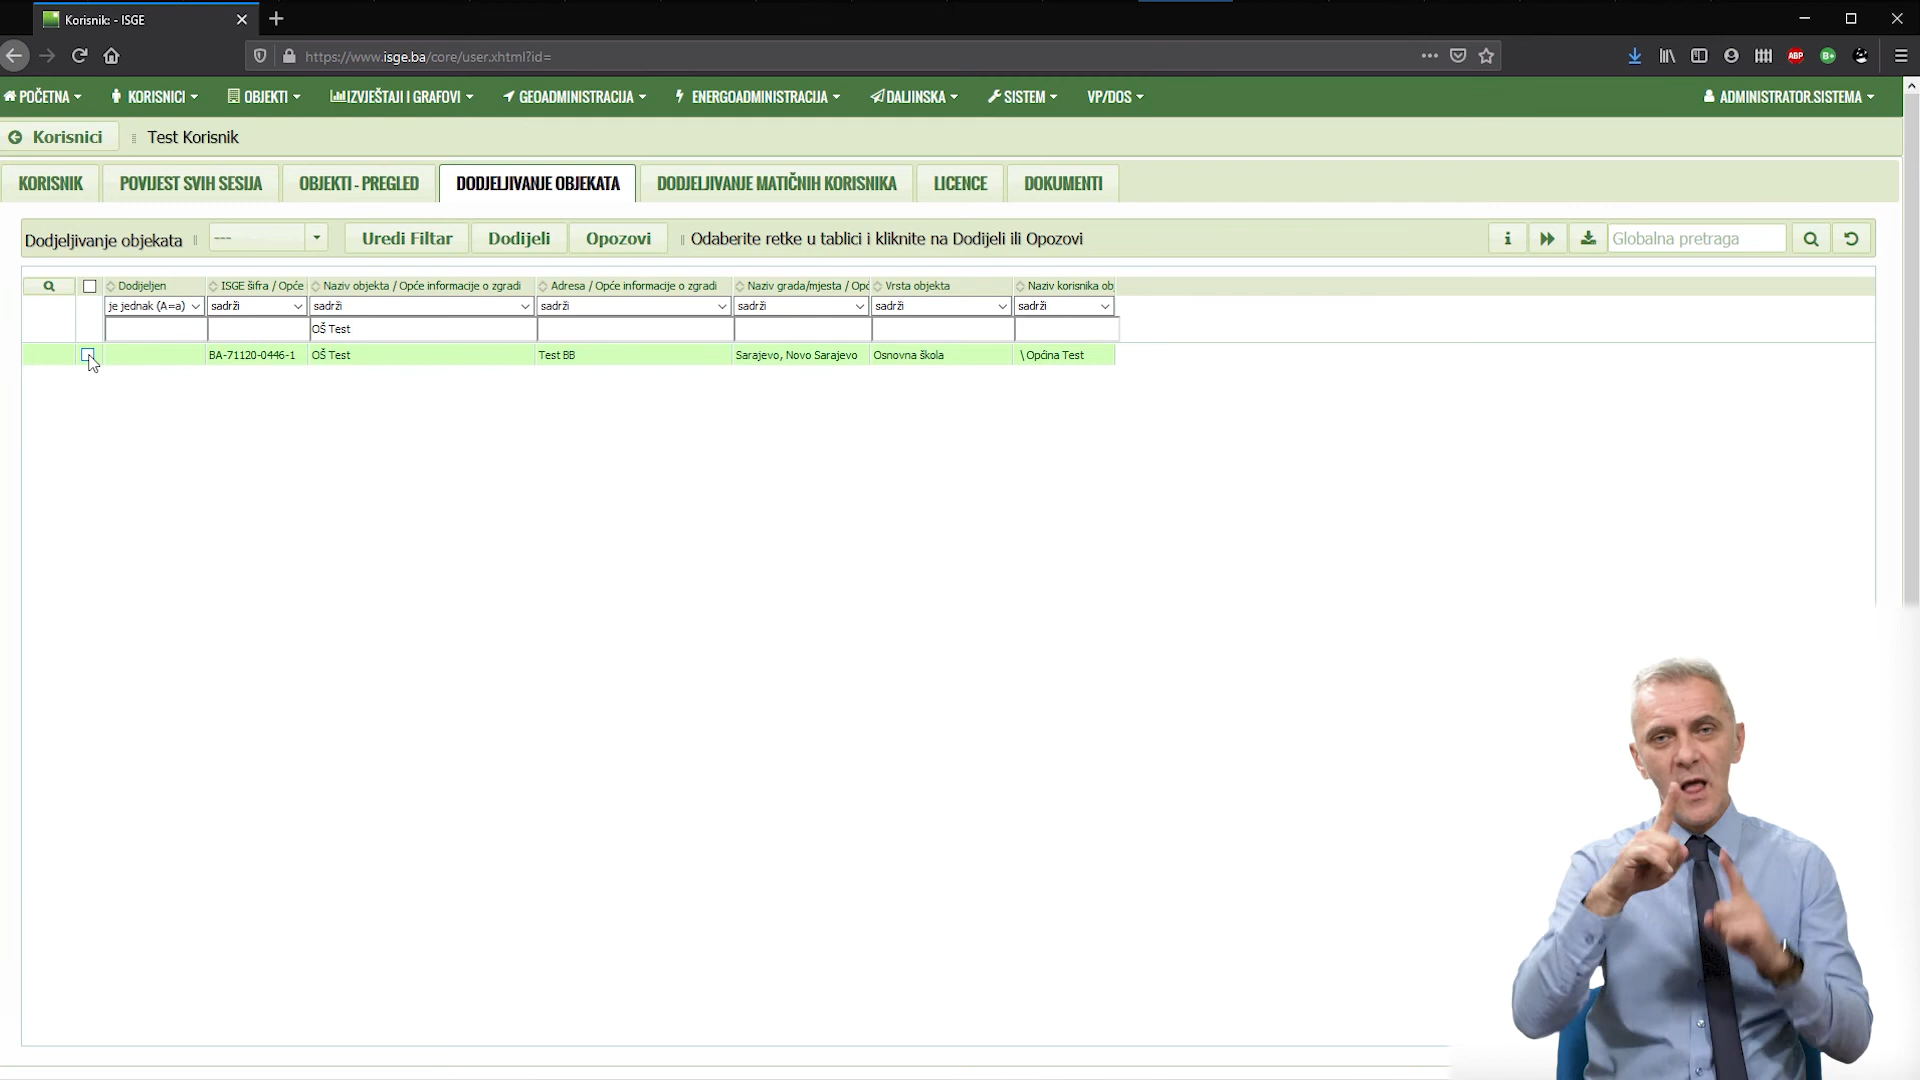 Korisnik: - ISGE
https://www.isge.ba/core/user.xhtml?id=
ABP
B+
POČETNA KORISNICI OBJEKTI IZVJEŠTAJI I GRAFOVI GEOADMINISTRACIJA ENERGOADMINISTRACIJA DALJINSKA SISTEM VP/DOS ADMINISTRATOR.SISTEMA
Korisnici Test Korisnik
KORISNIK POVIJEST SVIH SESIJA OBJEKTI - PREGLED DODJELJIVANJE OBJEKATA DODJELJIVANJE MATIČNIH KORISNIKA LICENCE DOKUMENTI
Dodjeljivanje objekata --- Uredi Filtar Dodijeli Opozovi Odaberite retke u tablici i kliknite na Dodijeli ili Opozovi Globalna pretraga
Dodijeljen ISGE šifra / Opće Naziv objekta / Opće informacije o zgradi Adresa / Opće informacije o zgradi Naziv grada/mjesta / Opć Vrsta objekta Naziv korisnika ob
je jednak (A=a) sadrži sadrži sadrži sadrži sadrži sadrži
OŠ Test
BA-71120-0446-1 OŠ Test Test BB Sarajevo, Novo Sarajevo Osnovna škola \ Općina Test